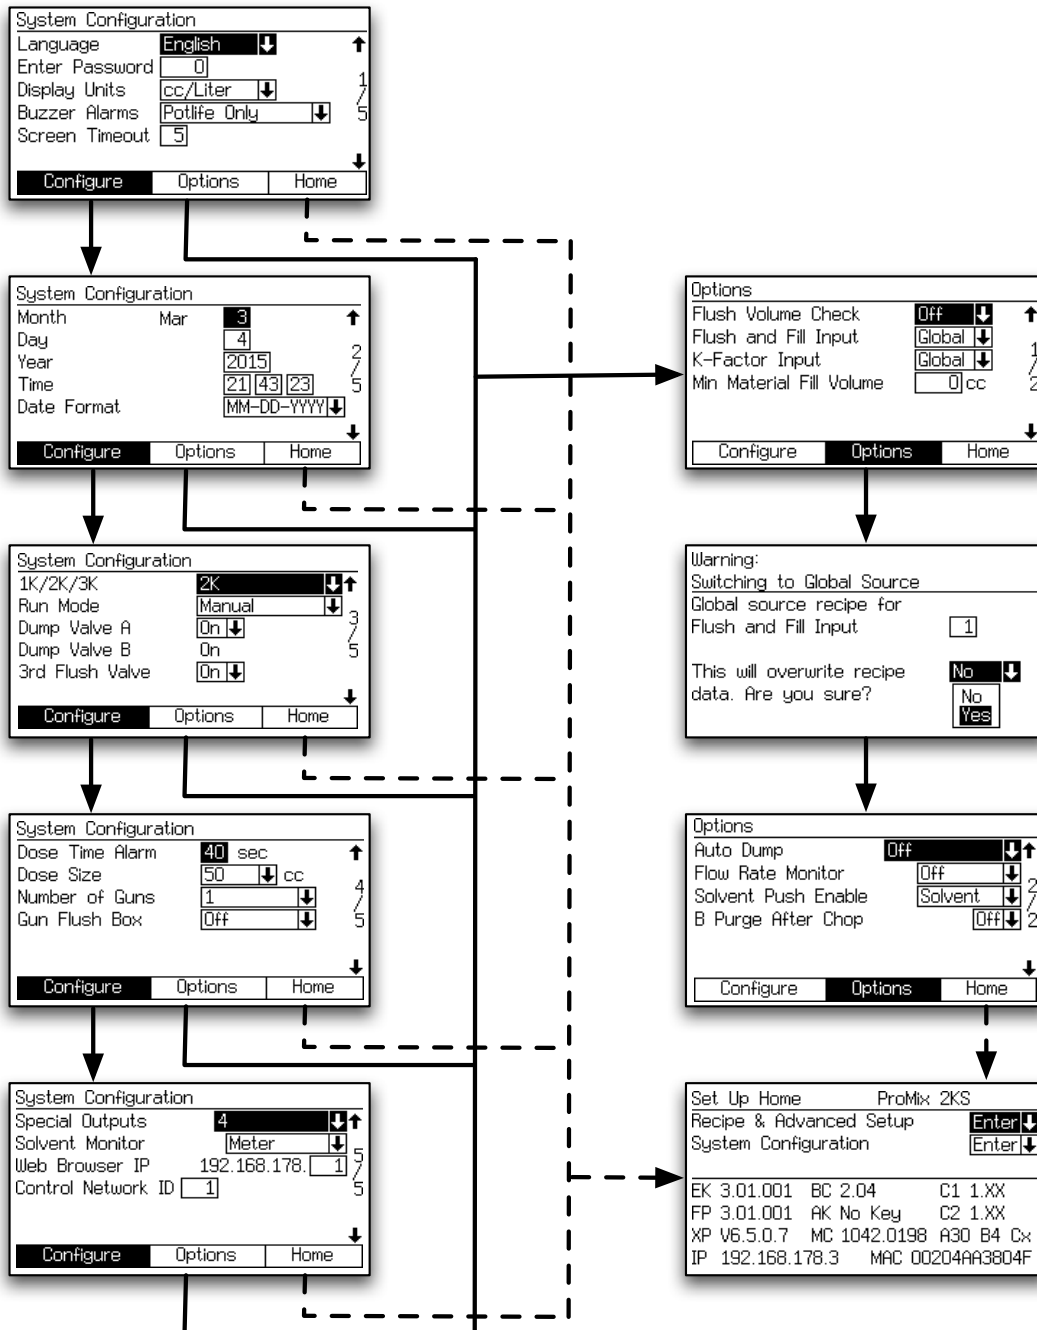 System Configuration
Language English
Enter Password 0
Display Units cc/Liter
Buzzer Alarms Potlife Only
Screen Timeout 5
1/5
Configure Options Home
System Configuration
Month Mar 3
Day 4
Year 2015
Time 21 43 23
Date Format MM-DD-YYYY
2/5
Configure Options Home
System Configuration
1K/2K/3K 2K
Run Mode Manual
Dump Valve A On
Dump Valve B On
3rd Flush Valve On
3/5
Configure Options Home
System Configuration
Dose Time Alarm 40 sec
Dose Size 50 cc
Number of Guns 1
Gun Flush Box Off
4/5
Configure Options Home
System Configuration
Special Outputs 4
Solvent Monitor Meter
Web Browser IP 192.168.178. 1
Control Network ID 1
5/5
Configure Options Home
Options
Flush Volume Check Off
Flush and Fill Input Global
K-Factor Input Global
Min Material Fill Volume 0 cc
1/2
Configure Options Home
Warning:
Switching to Global Source
Global source recipe for
Flush and Fill Input 1
This will overwrite recipe No
data. Are you sure? No
Yes
Options
Auto Dump Off
Flow Rate Monitor Off
Solvent Push Enable Solvent
B Purge After Chop Off
2/2
Configure Options Home
Set Up Home ProMix 2KS
Recipe & Advanced Setup Enter
System Configuration Enter
EK 3.01.001 BC 2.04 C1 1.XX
FP 3.01.001 AK No Key C2 1.XX
XP V6.5.0.7 MC 1042.0198 A30 B4 Cx
IP 192.168.178.3 MAC 00204AA3804F